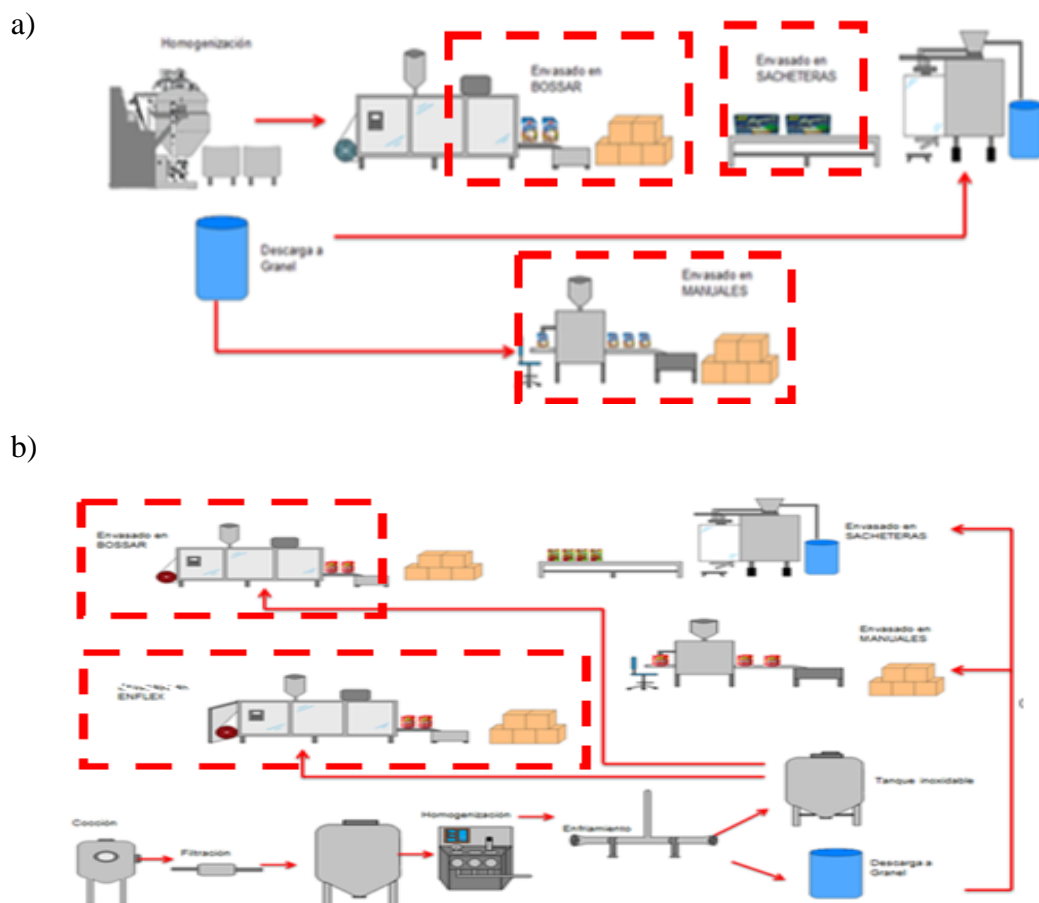 a)
Homogenización
Envasado en
BOSSAR
Envasado en
SACHETERAS
Descarga a
Granel
Envasado en
MANUALES
b)
Envasado en
BOSSAR
Envasado en
SACHETERAS
Envasado en
MANUALES
ENFLEX
Tanque inoxidable
Cocción
Filtración
Homogenización
Enfriamiento
Descarga a
Granel